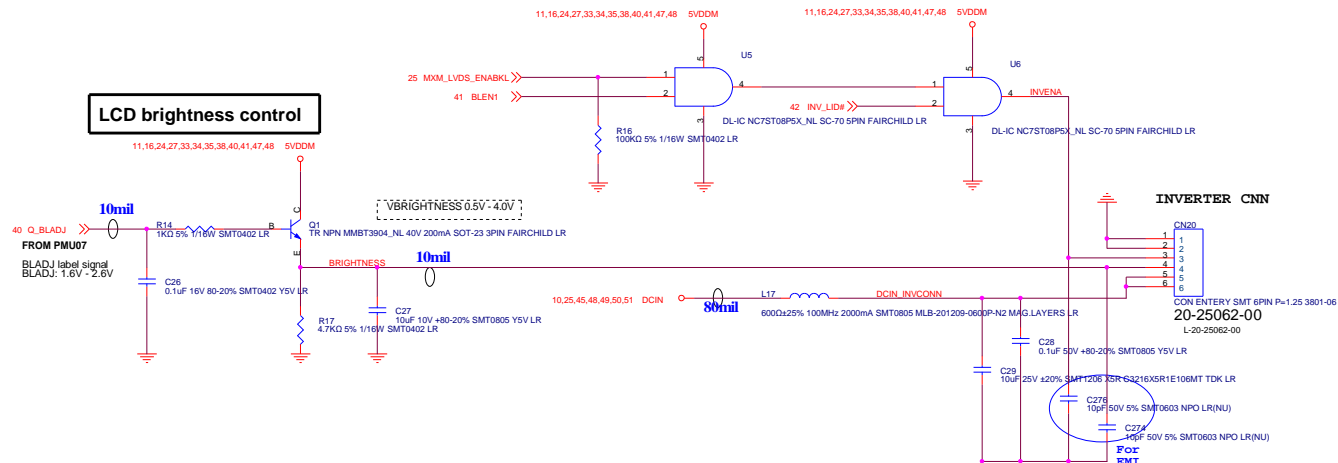 11,16,24,27,33,34,35,38,40,41,47,48 5VDDM
11,16,24,27,33,34,35,38,40,41,47,48 5VDDM
U5
U6
5
5
25 MXM_LVDS_ENABKL
1
4
1
4
INVENA
41 BLEN1
2
42 INV_LID#
2
3
3
DL-IC NC7ST08P5X_NL SC-70 5PIN FAIRCHILD LR
DL-IC NC7ST08P5X_NL SC-70 5PIN FAIRCHILD LR
R16
100KΩ 5% 1/16W SMT0402 LR
LCD brightness control
11,16,24,27,33,34,35,38,40,41,47,48 5VDDM
VBRIGHTNESS 0.5V - 4.0V
10mil
C
B
E
40 Q_BLADJ
R14
1KΩ 5% 1/16W SMT0402 LR
Q1
TR NPN MMBT3904_NL 40V 200mA SOT-23 3PIN FAIRCHILD LR
FROM PMU07
BLADJ label signal
BLADJ: 1.6V - 2.6V
BRIGHTNESS
10mil
C26
0.1uF 16V 80-20% SMT0402 Y5V LR
R17
4.7KΩ 5% 1/16W SMT0402 LR
C27
10uF 10V +80-20% SMT0805 Y5V LR
10,25,45,48,49,50,51 DCIN
80mil
L17
DCIN_INVCONN
600Ω±25% 100MHz 2000mA SMT0805 MLB-201209-0600P-N2 MAG.LAYERS LR
INVERTER CNN
CN20
1 1
2 2
3 3
4 4
5 5
6 6
CON ENTERY SMT 6PIN P=1.25 3801-06
20-25062-00
L-20-25062-00
C28
0.1uF 50V +80-20% SMT0805 Y5V LR
C29
10uF 25V ±20% SMT1206 X5R C3216X5R1E106MT TDK LR
C276
10pF 50V 5% SMT0603 NPO LR(NU)
C274
10pF 50V 5% SMT0603 NPO LR(NU)
For
EMI